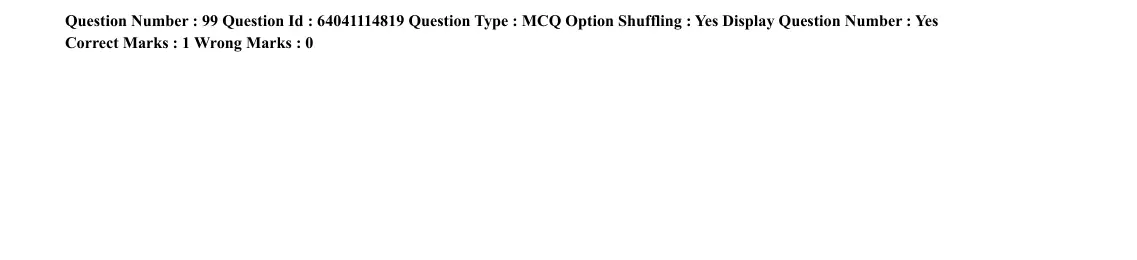 Question Number : 99 Question Id : 64041114819 Question Type : MCQ Option Shuffling : Yes Display Question Number : Yes
Correct Marks : 1 Wrong Marks : 0